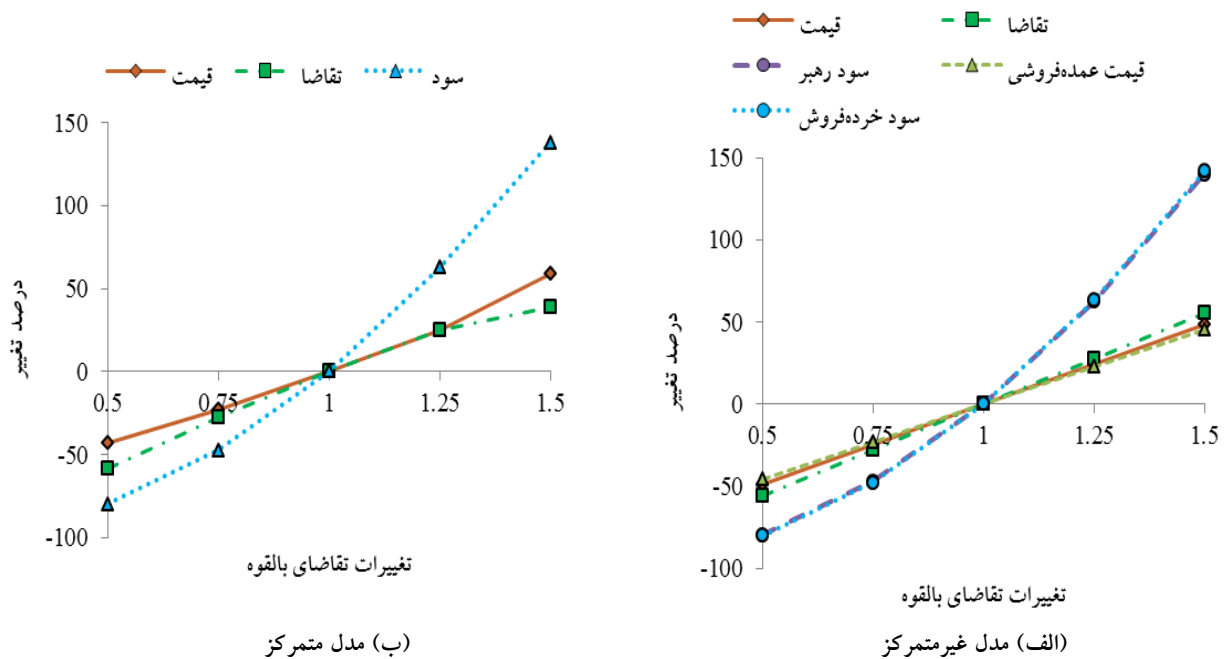 قیمت
تقاضا
سود رهبر
قیمت عمده‌فروشی
سود خرده‌فروش
150
100
50
0
-50
-100
0.5 0.75 1 1.25 1.5
درصد تغییر
تغییرات تقاضای بالقوه
(الف) مدل غیرمتمرکز
قیمت تقاضا سود
150
100
50
0
-50
-100
0.5 0.75 1 1.25 1.5
درصد تغییر
تغییرات تقاضای بالقوه
(ب) مدل متمرکز